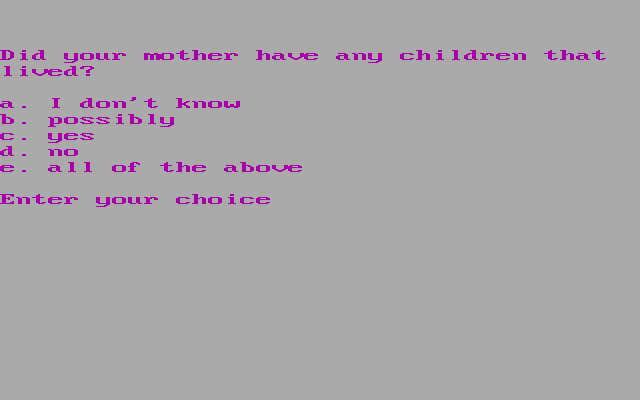 Did your mother have any children that
lived?
a. I don't know
b. possibly
c. yes
d. no
e. all of the above
Enter your choice